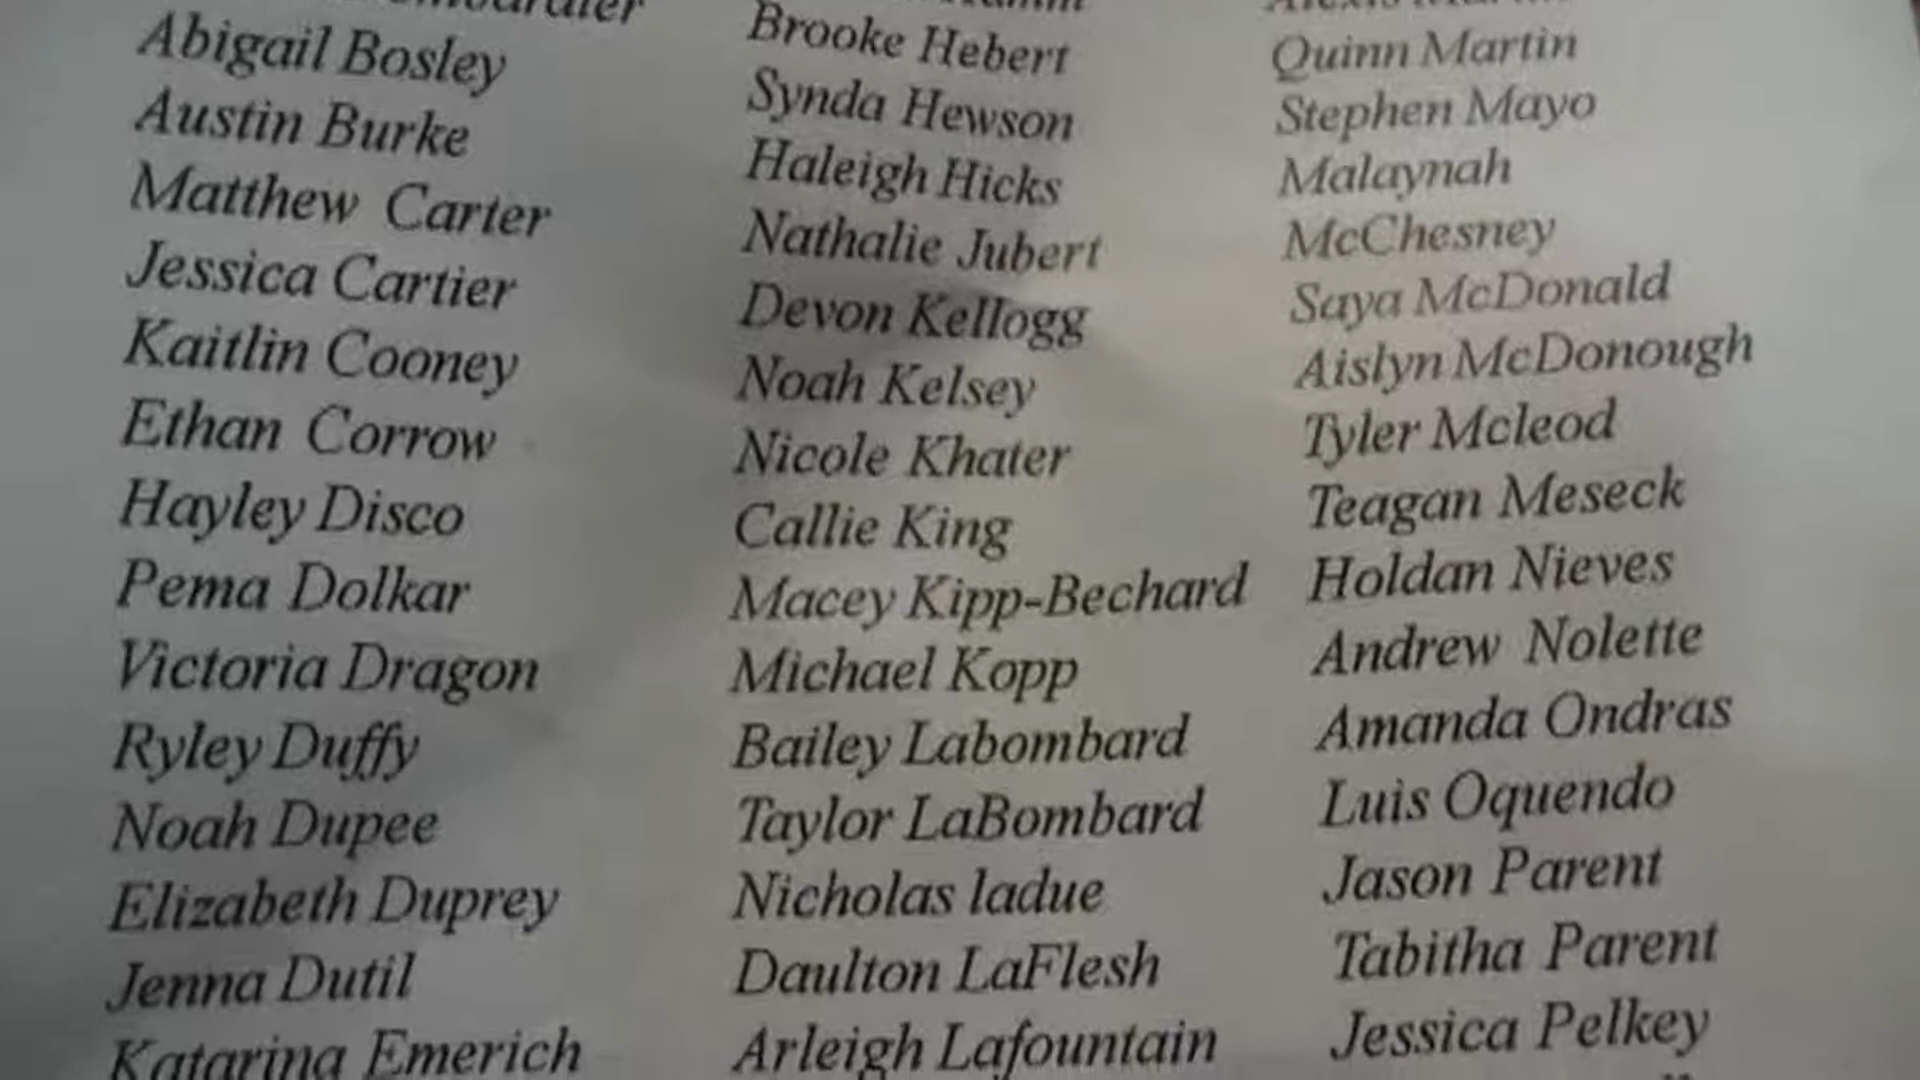 Abigail Bosley
Austin Burke
Matthew Carter
Jessica Cartier
Kaitlin Cooney
Ethan Corrow
Hayley Disco
Pema Dolkar
Victoria Dragon
Ryley Duffy
Noah Dupee
Elizabeth Duprey
Jenna Dutil
Katarina Emerich
Brooke Hebert
Synda Hewson
Haleigh Hicks
Nathalie Jubert
Devon Kellogg
Noah Kelsey
Nicole Khater
Callie King
Macey Kipp-Bechard
Michael Kopp
Bailey Labombard
Taylor LaBombard
Nicholas ladue
Daulton LaFlesh
Arleigh Lafountain
Quinn Martin
Stephen Mayo
Malaynah
McChesney
Saya McDonald
Aislyn McDonough
Tyler Mcleod
Teagan Meseck
Holdan Nieves
Andrew Nolette
Amanda Ondras
Luis Oquendo
Jason Parent
Tabitha Parent
Jessica Pelkey